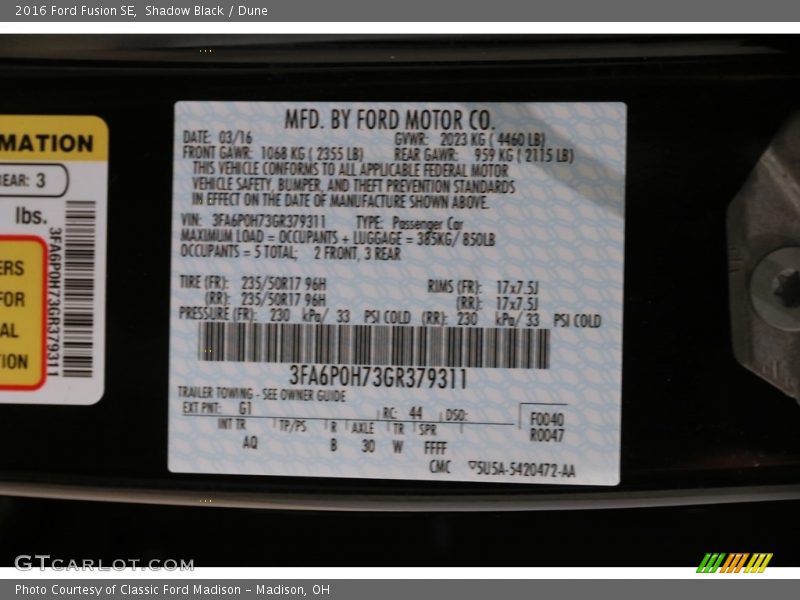 2016 Ford Fusion SE,  Shadow Black / Dune
MATION
REAR: 3
lbs.
ERS
FOR
AL
ION
3FA6P0H73GR379311
MFD. BY FORD MOTOR CO.
DATE: 03/16 GVWR: 2023 KG ( 4460 LB)
FRONT GAWR: 1068 KG ( 2355 LB) REAR GAWR: 959 KG ( 2115 LB)
THIS VEHICLE CONFORMS TO ALL APPLICABLE FEDERAL MOTOR
VEHICLE SAFETY, BUMPER, AND THEFT PREVENTION STANDARDS
IN EFFECT ON THE DATE OF MANUFACTURE SHOWN ABOVE.
VIN: 3FA6P0H73GR379311 TYPE: Passenger Car
MAXIMUM LOAD = OCCUPANTS + LUGGAGE = 385KG/ 850LB
OCCUPANTS = 5 TOTAL; 2 FRONT, 3 REAR
TIRE (FR): 235/50R17 96H RIMS (FR): 17x7.5J
(RR): 235/50R17 96H (RR): 17x7.5J
PRESSURE (FR): 230 kPa/ 33 PSI COLD (RR): 230 kPa/ 33 PSI COLD
3FA6P0H73GR379311
TRAILER TOWING - SEE OWNER GUIDE
EXT PNT: G1 RC: 44 DSO: F0040
INT TR TP/PS R AXLE TR SPR R0047
AQ B 30 W FFFF
CMC ▽5U5A-5420472-AA
GTCARLOT.COM
Photo Courtesy of Classic Ford Madison – Madison, OH